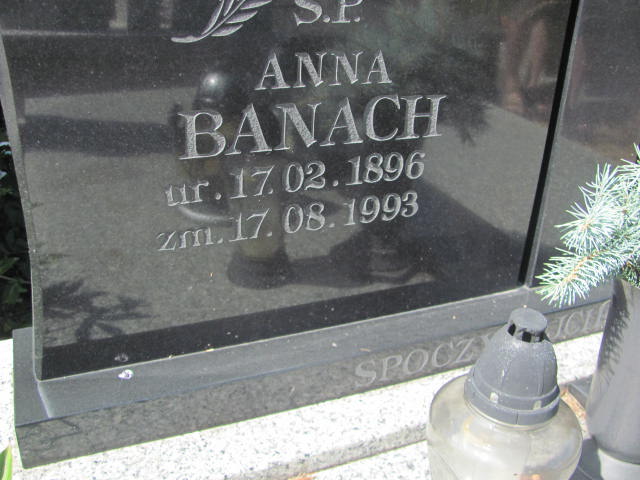 S.P.
ANNA
BANACH
ur. 17. 02. 1896
zm. 17. 08. 1993